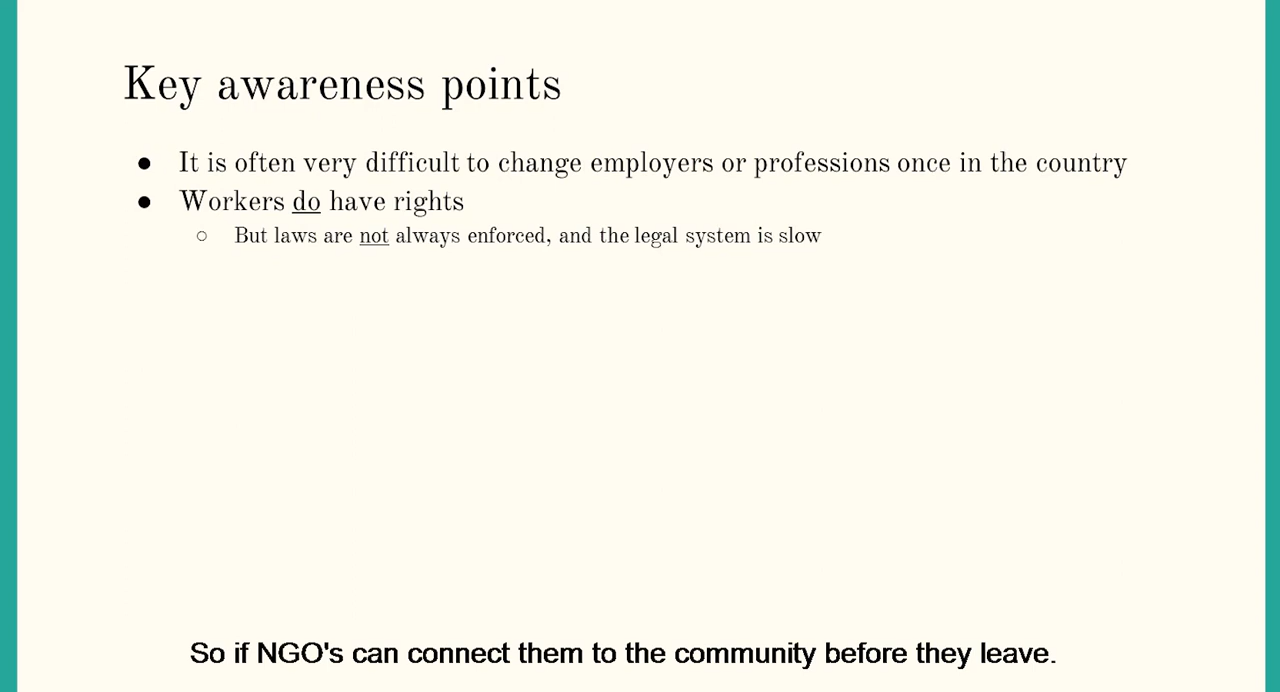 Key awareness points
● It is often very difficult to change employers or professions once in the country
● Workers do have rights
○ But laws are not always enforced, and the legal system is slow
So if NGO's can connect them to the community before they leave.